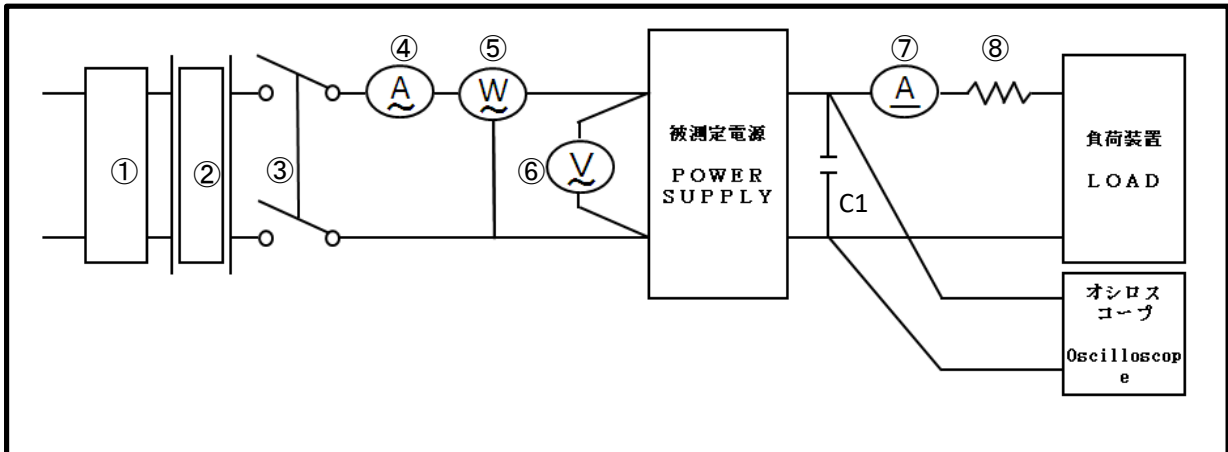 ④ ⑤ ⑦ ⑧
A W A
① ② ③ ⑥ V
被測定電源
POWER
SUPPLY
C1
負荷装置
LOAD
オシロス
コープ
Oscilloscop
e